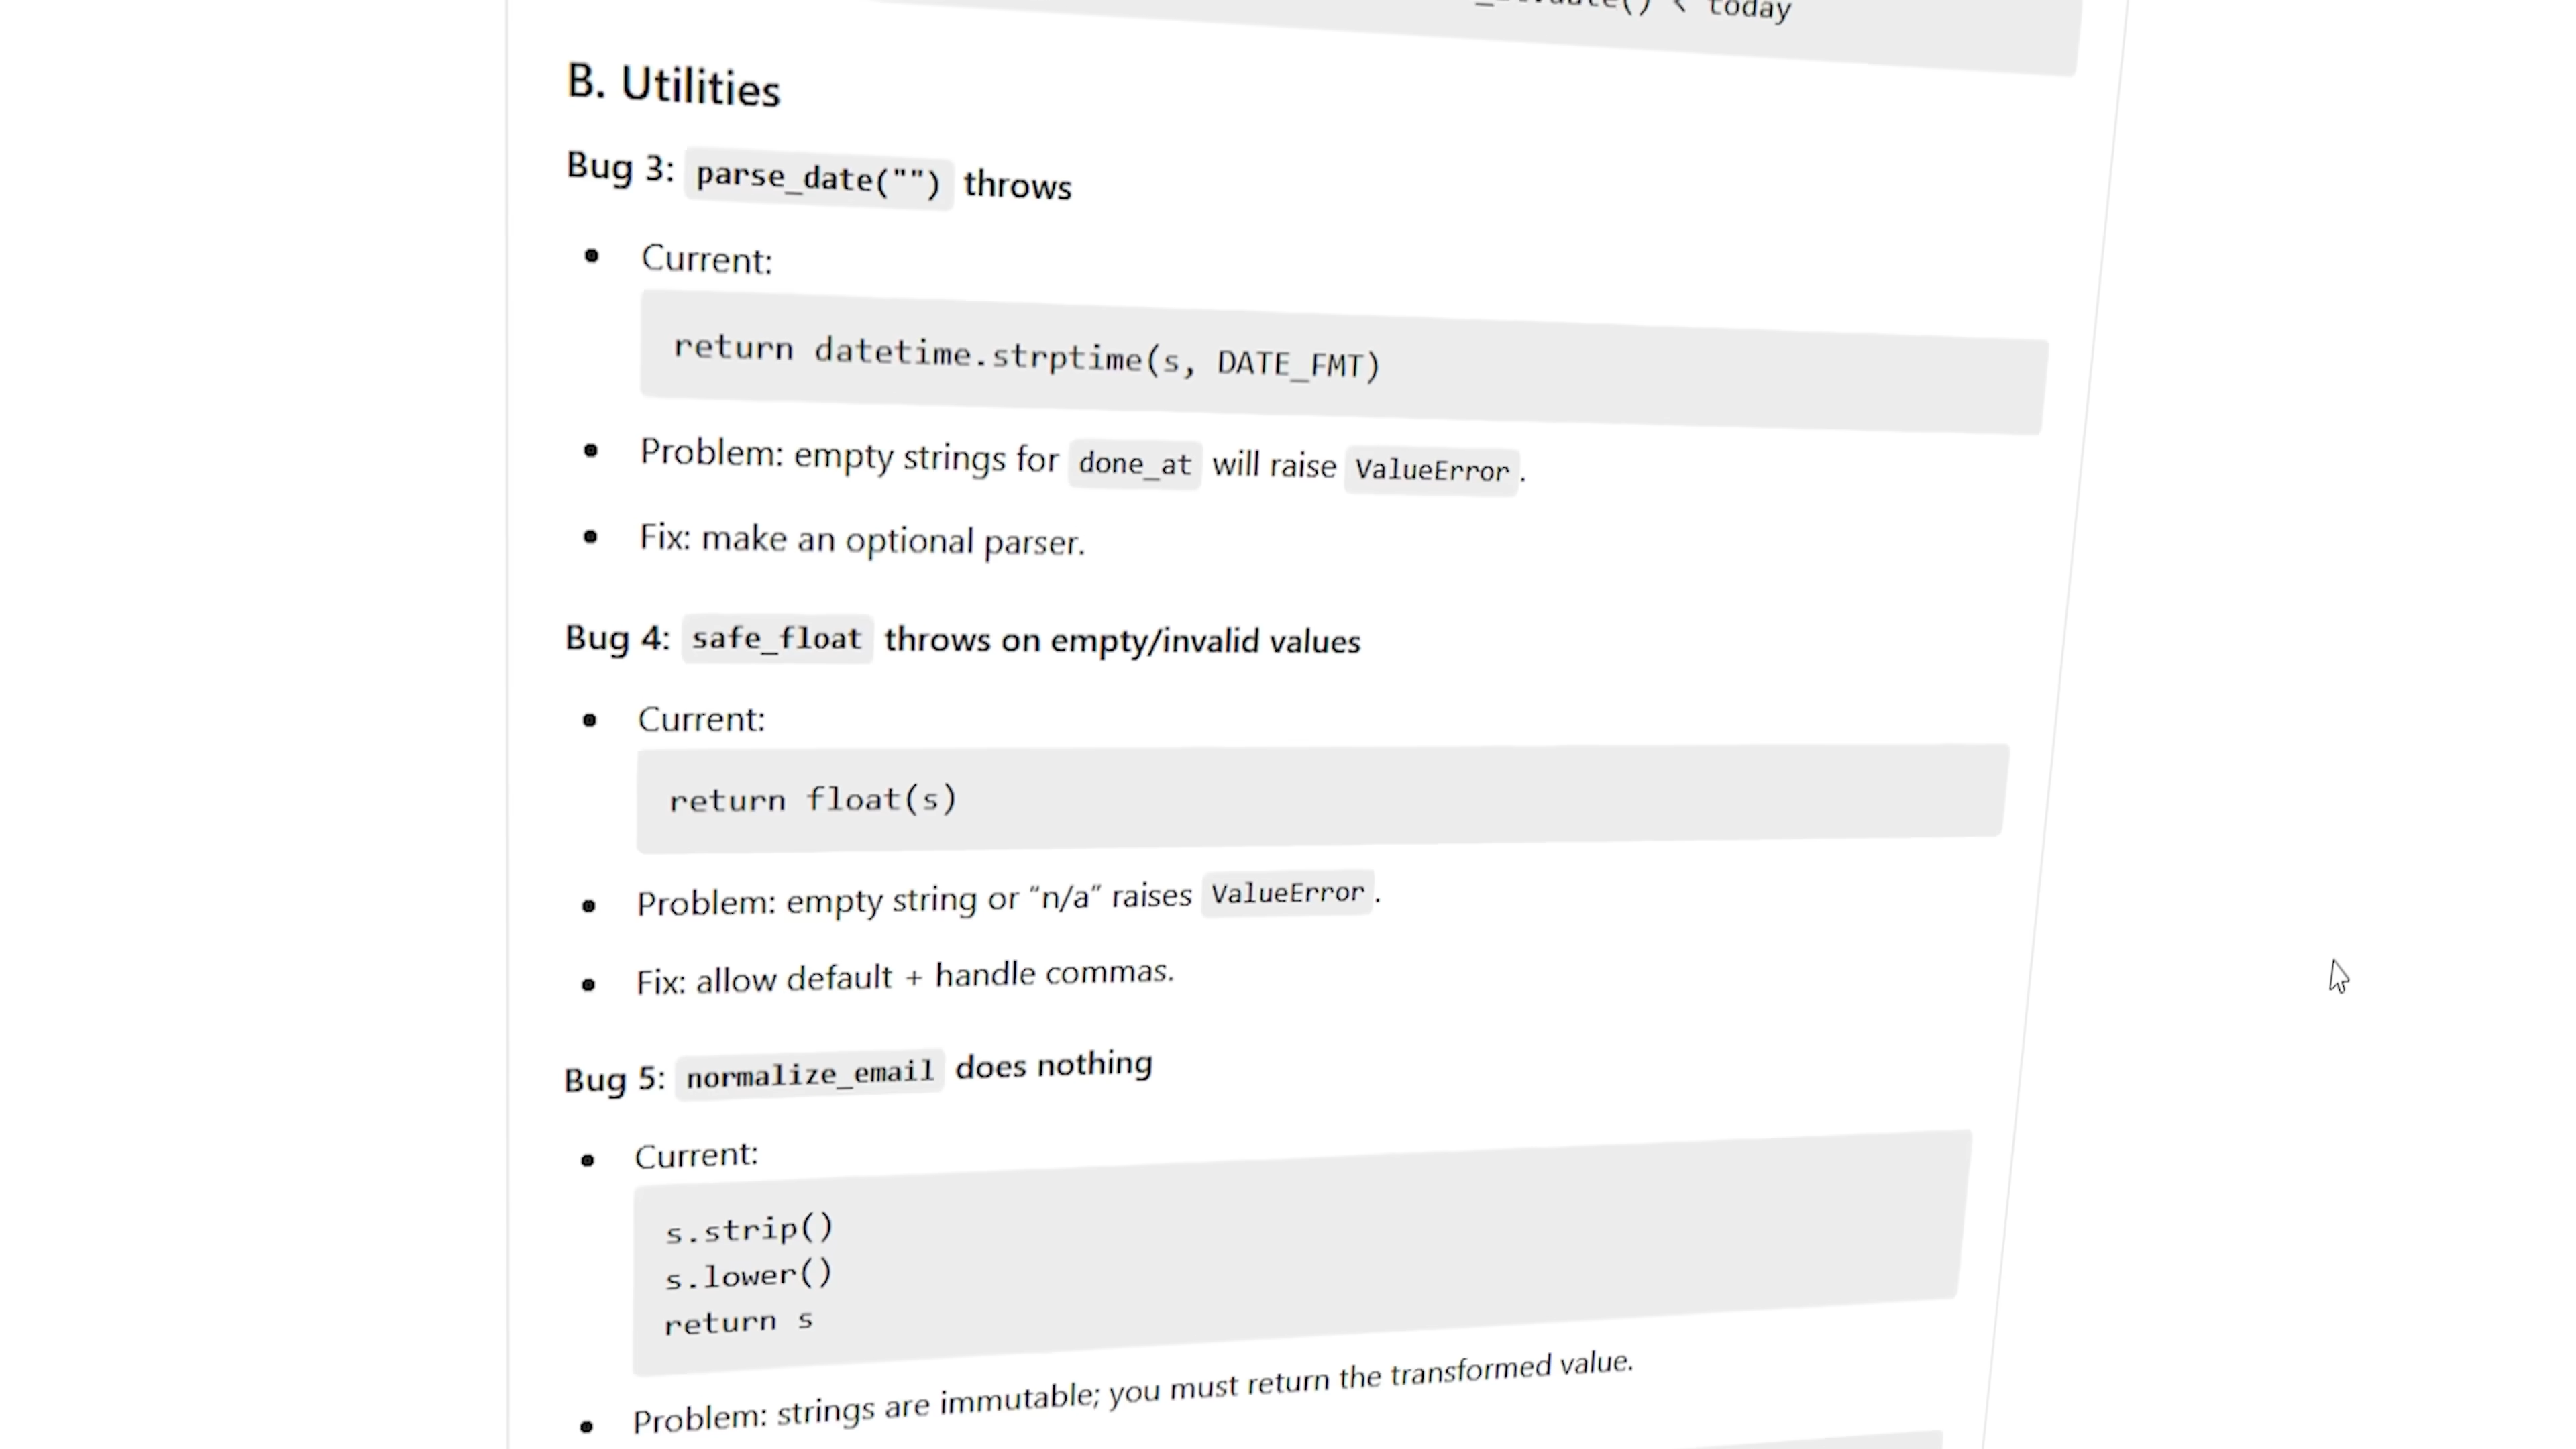 < today
B. Utilities
Bug 3: parse_date("") throws
Current:
return datetime.strptime(s, DATE_FMT)
Problem: empty strings for done_at will raise ValueError.
Fix: make an optional parser.
Bug 4: safe_float throws on empty/invalid values
Current:
return float(s)
Problem: empty string or “n/a” raises ValueError.
Fix: allow default + handle commas.
Bug 5: normalize_email does nothing
Current:
s.strip()
s.lower()
return s
Problem: strings are immutable; you must return the transformed value.